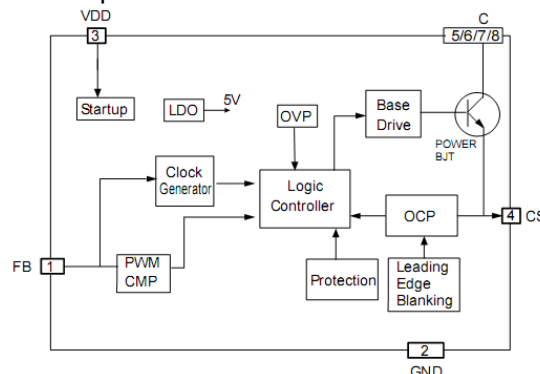 VDD
3
C
5/6/7/8
Startup
LDO
5V
OVP
Base
Drive
POWER
BJT
Clock
Generator
Logic
Controller
OCP
4
CS
FB
1
PWM
CMP
Protection
Leading
Edge
Blanking
2
GND